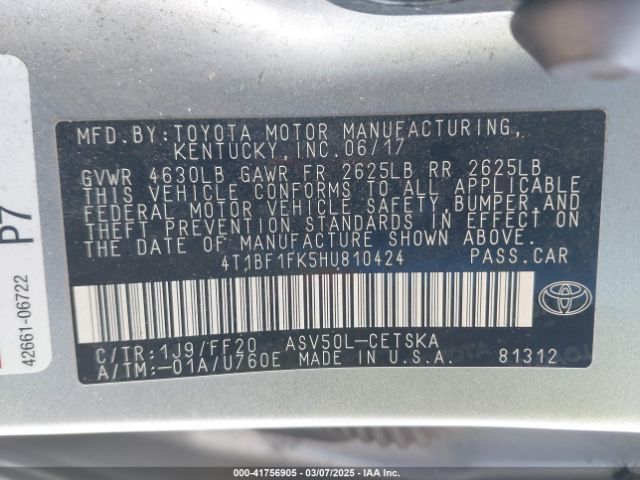 MFD.BY:TOYOTA MOTOR MANUFACTURING,
KENTUCKY, INC. 06/17
GVWR 4630LB GAWR FR 2625LB RR 2625LB
THIS VEHICLE CONFORMS TO ALL APPLICABLE
FEDERAL MOTOR VEHICLE SAFETY, BUMPER, AND
THEFT PREVENTION STANDARDS IN EFFECT ON
THE DATE OF MANUFACTURE SHOWN ABOVE.
4T1BF1FK5HU810424 PASS.CAR
C/TR:1J9/FF20 ASV50L-CETSKA
A/TM:-01A/U760E MADE IN U.S.A. 81312
42661-06722 P7
000-41756905 - 03/07/2025 - IAAI.COM